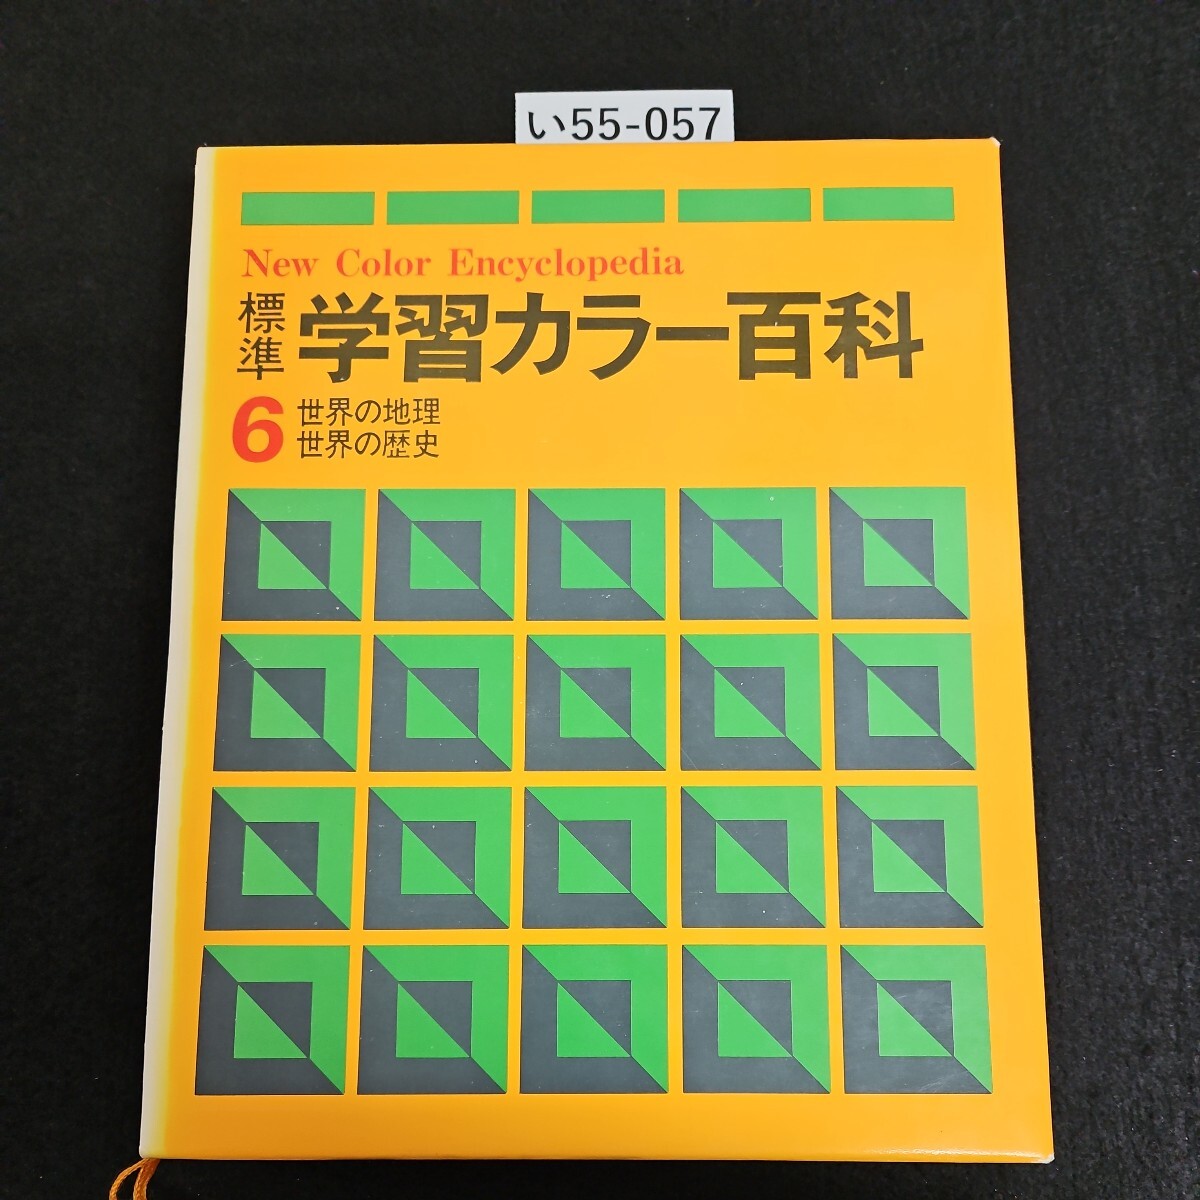 い55-057
New Color Encyclopedia
標準 学習カラー百科
6 世界の地理
世界の歴史